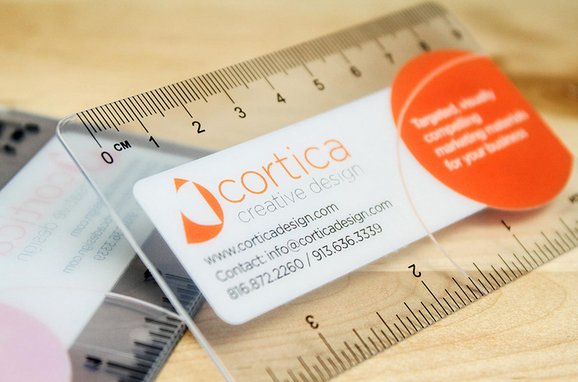 0 CM 1 2 3 4 5 6 7 8 9
cortica
creative design
www.corticadesign.com
Contact: info@corticadesign.com
816.872.2260 / 913.636.3339
Targeted, visually
compelling
marketing materials
for your business
1
2
3